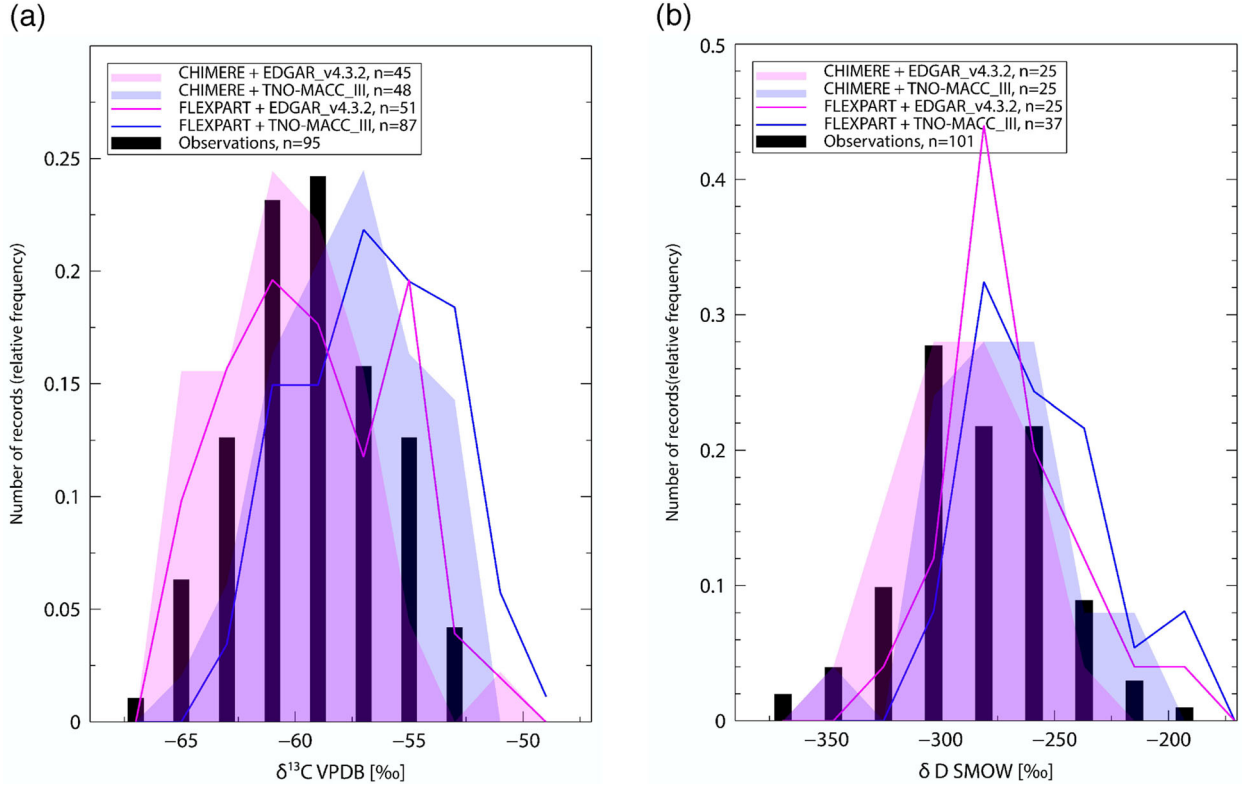 (a)
CHIMERE + EDGAR_v4.3.2, n=45
CHIMERE + TNO-MACC_III, n=48
FLEXPART + EDGAR_v4.3.2, n=51
FLEXPART + TNO-MACC_III, n=87
Observations, n=95
Number of records (relative frequency)
0.25
0.2
0.15
0.1
0.05
0
−65
−60
−55
−50
δ¹³C VPDB [‰]
(b)
CHIMERE + EDGAR_v4.3.2, n=25
CHIMERE + TNO-MACC_III, n=25
FLEXPART + EDGAR_v4.3.2, n=25
FLEXPART + TNO-MACC_III, n=37
Observations, n=101
Number of records(relative frequency)
0.5
0.4
0.3
0.2
0.1
0
−350
−300
−250
−200
δ D SMOW [‰]